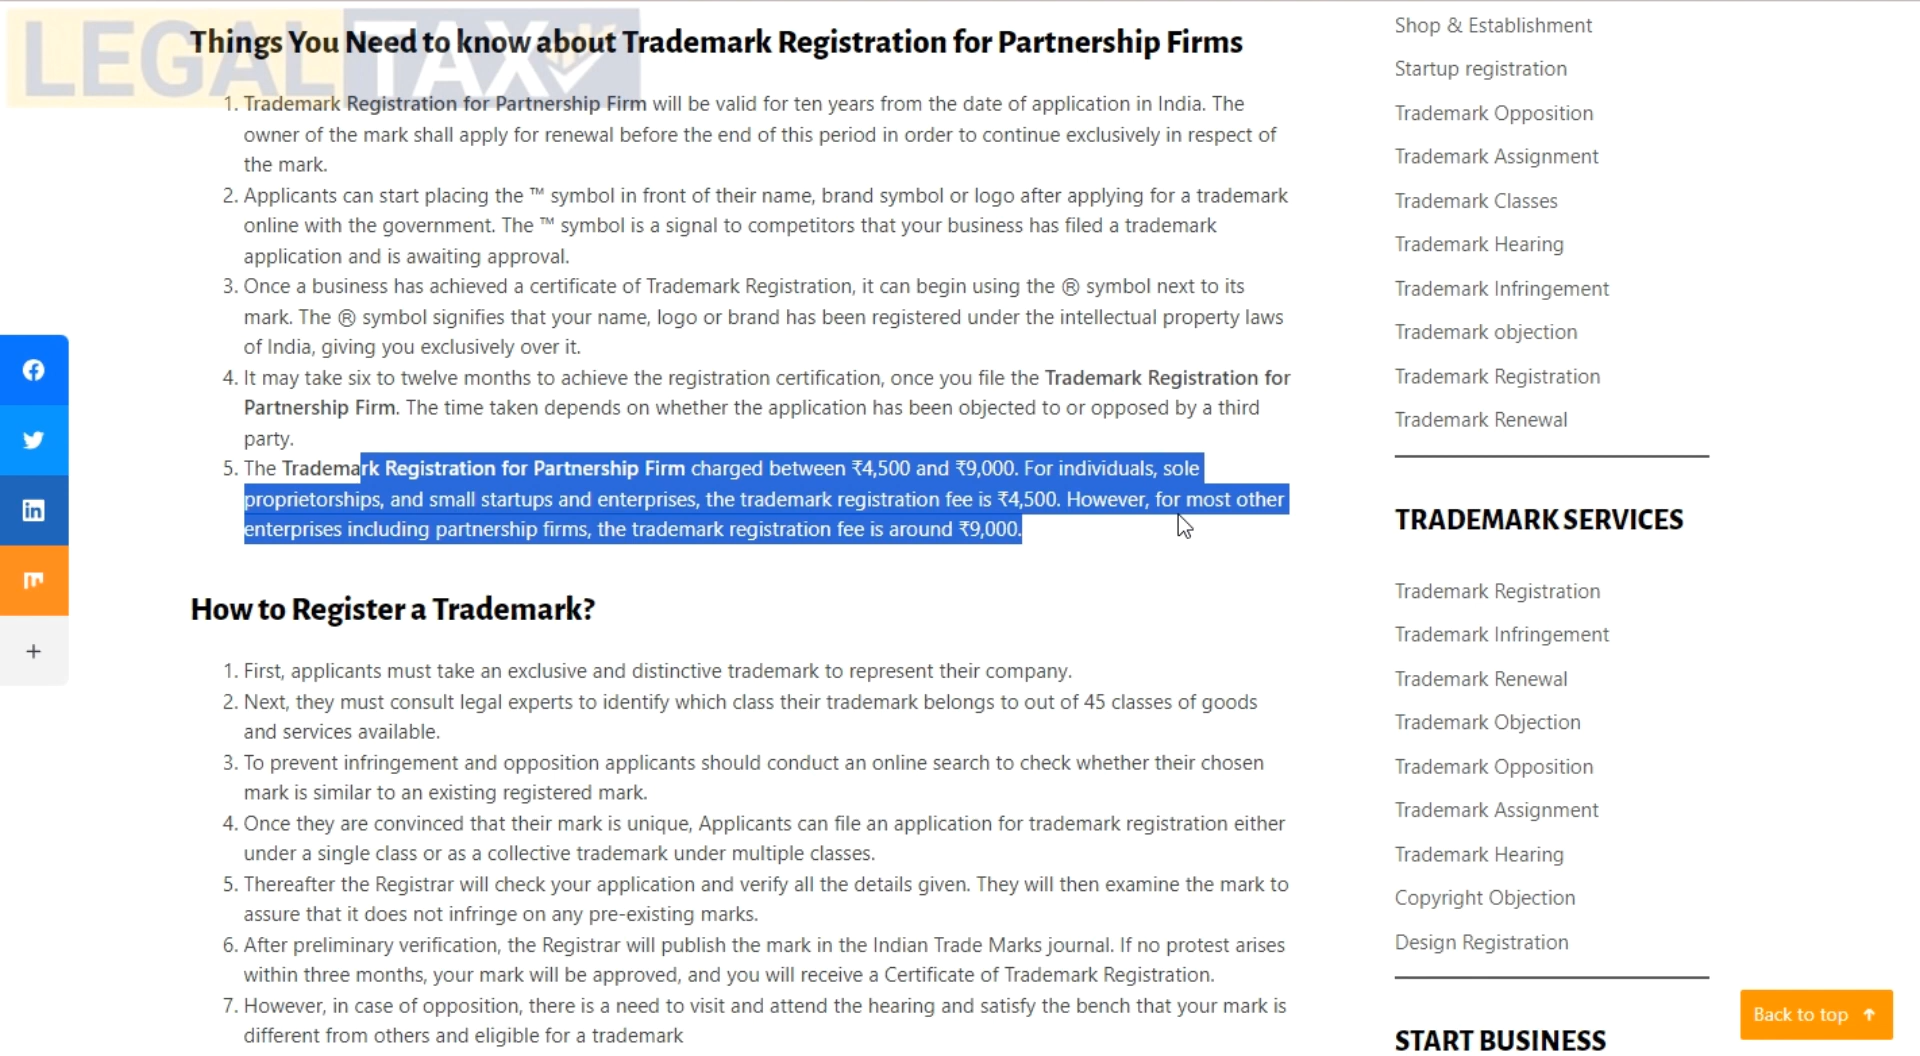 LEGAL TAX
Things You Need to know about Trademark Registration for Partnership Firms
1. Trademark Registration for Partnership Firm will be valid for ten years from the date of application in India. The
owner of the mark shall apply for renewal before the end of this period in order to continue exclusively in respect of
the mark.
2. Applicants can start placing the ™ symbol in front of their name, brand symbol or logo after applying for a trademark
online with the government. The ™ symbol is a signal to competitors that your business has filed a trademark
application and is awaiting approval.
3. Once a business has achieved a certificate of Trademark Registration, it can begin using the ® symbol next to its
mark. The ® symbol signifies that your name, logo or brand has been registered under the intellectual property laws
of India, giving you exclusively over it.
4. It may take six to twelve months to achieve the registration certification, once you file the Trademark Registration for
Partnership Firm. The time taken depends on whether the application has been objected to or opposed by a third
party.
5. The Trademark Registration for Partnership Firm charged between ₹4,500 and ₹9,000. For individuals, sole
proprietorships, and small startups and enterprises, the trademark registration fee is ₹4,500. However, for most other
enterprises including partnership firms, the trademark registration fee is around ₹9,000.
How to Register a Trademark?
1. First, applicants must take an exclusive and distinctive trademark to represent their company.
2. Next, they must consult legal experts to identify which class their trademark belongs to out of 45 classes of goods
and services available.
3. To prevent infringement and opposition applicants should conduct an online search to check whether their chosen
mark is similar to an existing registered mark.
4. Once they are convinced that their mark is unique, Applicants can file an application for trademark registration either
under a single class or as a collective trademark under multiple classes.
5. Thereafter the Registrar will check your application and verify all the details given. They will then examine the mark to
assure that it does not infringe on any pre-existing marks.
6. After preliminary verification, the Registrar will publish the mark in the Indian Trade Marks journal. If no protest arises
within three months, your mark will be approved, and you will receive a Certificate of Trademark Registration.
7. However, in case of opposition, there is a need to visit and attend the hearing and satisfy the bench that your mark is
different from others and eligible for a trademark
Shop & Establishment
Startup registration
Trademark Opposition
Trademark Assignment
Trademark Classes
Trademark Hearing
Trademark Infringement
Trademark objection
Trademark Registration
Trademark Renewal
TRADEMARK SERVICES
Trademark Registration
Trademark Infringement
Trademark Renewal
Trademark Objection
Trademark Opposition
Trademark Assignment
Trademark Hearing
Copyright Objection
Design Registration
START BUSINESS
Back to top